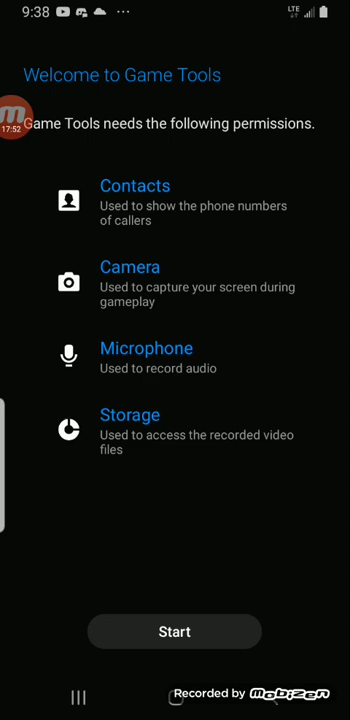 9:38
LTE
Welcome to Game Tools
17:52
Game Tools needs the following permissions.
Contacts
Used to show the phone numbers
of callers
Camera
Used to capture your screen during
gameplay
Microphone
Used to record audio
Storage
Used to access the recorded video
files
Start
Recorded by mobizen